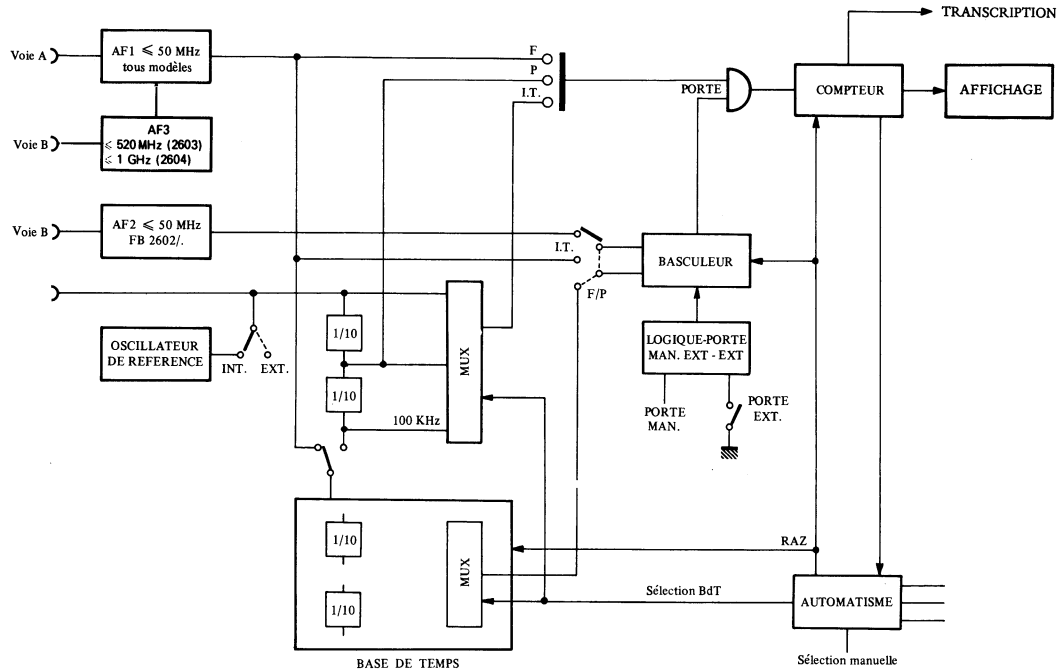 TRANSCRIPTION
Voie A
AF1 ⩽ 50 MHz
tous modèles
F
P
I.T.
PORTE
COMPTEUR
AFFICHAGE
Voie B
AF3
⩽ 520 MHz (2603)
⩽ 1 GHz (2604)
Voie B
AF2 ⩽ 50 MHz
FB 2602/.
I.T.
F/P
BASCULEUR
OSCILLATEUR
DE REFERENCE
INT.
EXT.
1/10
1/10
MUX
100 KHz
LOGIQUE-PORTE
MAN. EXT - EXT
PORTE
MAN.
PORTE
EXT.
1/10
1/10
MUX
RAZ
Sélection BdT
AUTOMATISME
Sélection manuelle
BASE DE TEMPS